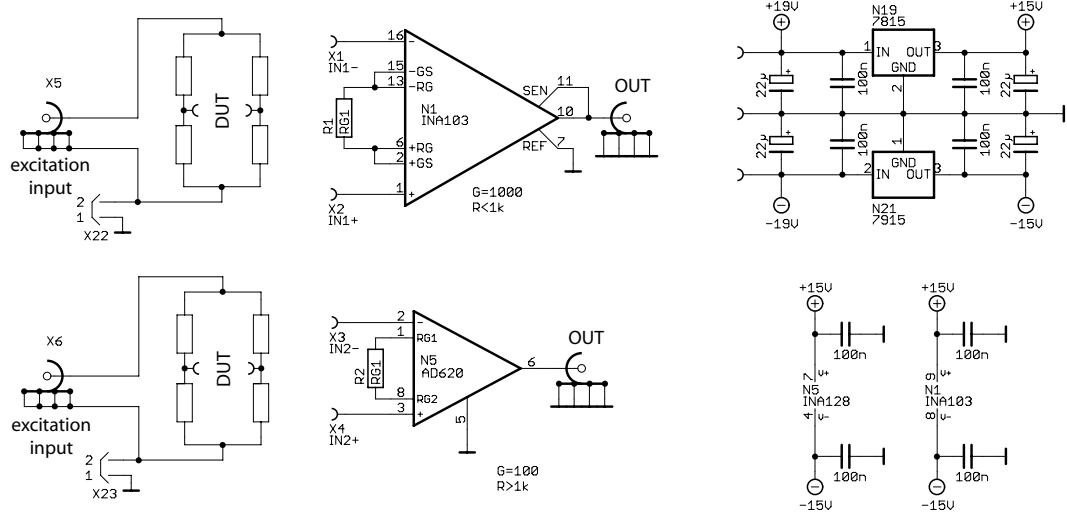 X5
excitation
input
2
1
X22
DUT
16
-
X1
IN1-
15
-GS
13
-RG
R1
RG1
N1
INA103
6
+RG
2
+GS
1
+
X2
IN1+
SEN
11
10
REF
7
OUT
G=1000
R<1k
+19V
N19
7815
+15V
1
IN
OUT
3
GND
2
22µ
+
100n
100n
22µ
+
22µ
+
100n
1
GND
100n
22µ
+
2
IN
OUT
3
N21
7915
-19V
-15V
X6
excitation
input
2
1
X23
DUT
2
-
X3
IN2-
1
RG1
R2
RG1
N5
AD620
8
RG2
3
+
X4
IN2+
6
5
OUT
G=100
R>1k
+15V
+15V
100n
100n
7
V+
N5
INA128
4
V-
9
V+
N1
INA103
8
V-
100n
100n
-15V
-15V